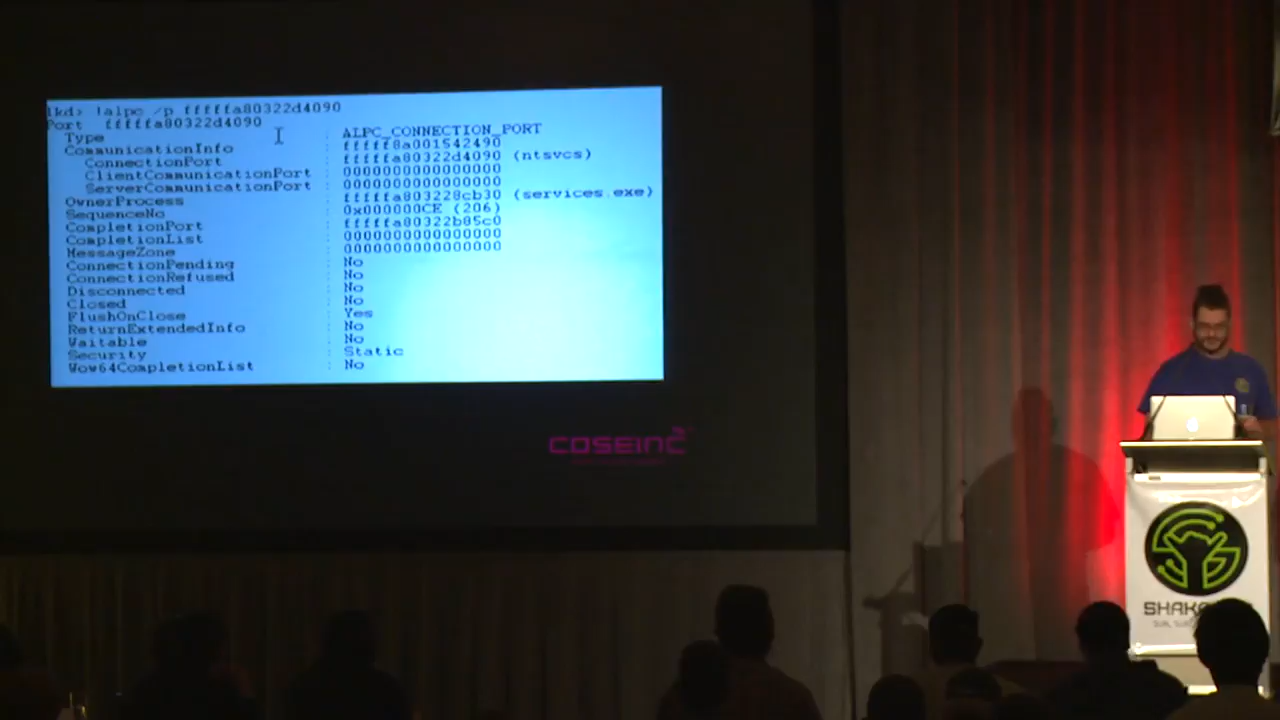 lkd> !alpc /p fffffa80322d4090
Port fffffa80322d4090
Type : ALPC_CONNECTION_PORT
CommunicationInfo : fffff8a001542490
ConnectionPort : fffffa80322d4090 (ntsvcs)
ClientCommunicationPort : 0000000000000000
ServerCommunicationPort : 0000000000000000
OwnerProcess : fffffa803228cb30 (services.exe)
SequenceNo : 0x000000CE (206)
CompletionPort : fffffa80322b85c0
CompletionList : 0000000000000000
MessageZone : 0000000000000000
ConnectionPending : No
ConnectionRefused : No
Disconnected : No
Closed : No
FlushOnClose : Yes
ReturnExtendedInfo : No
Waitable : No
Security : Static
Wow64CompletionList : No
COSEINC